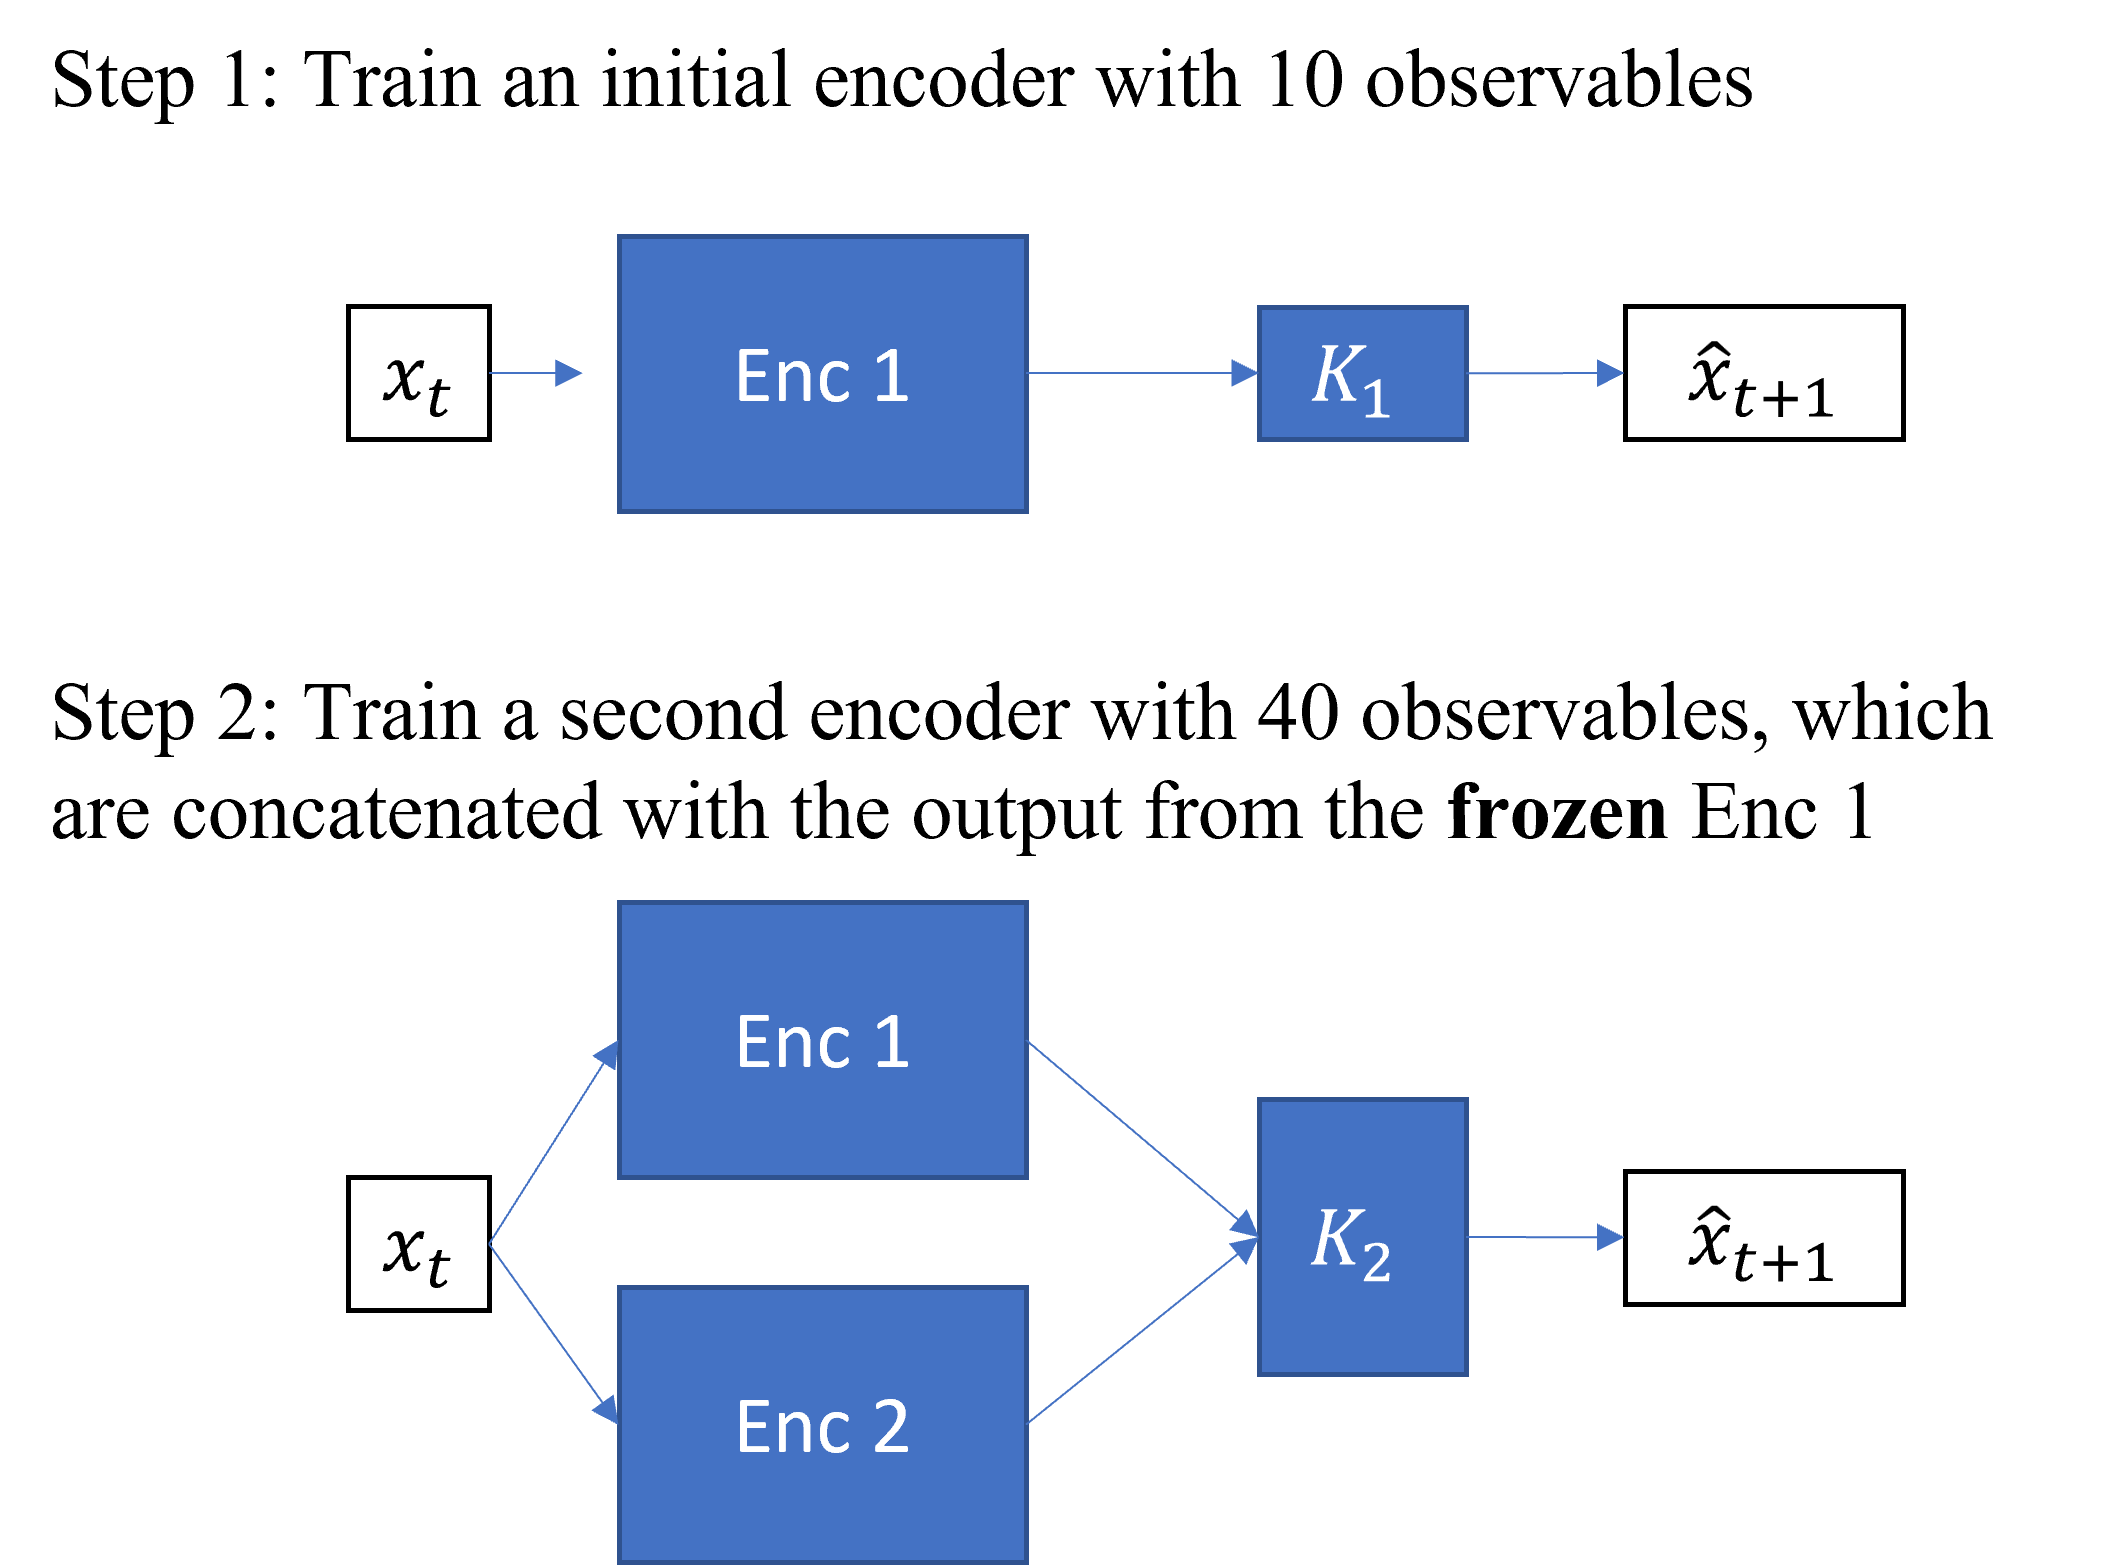 Step 1: Train an initial encoder with 10 observables
x_t
Enc 1
K_1
x̂_{t+1}
Step 2: Train a second encoder with 40 observables, which
are concatenated with the output from the frozen Enc 1
Enc 1
x_t
K_2
x̂_{t+1}
Enc 2